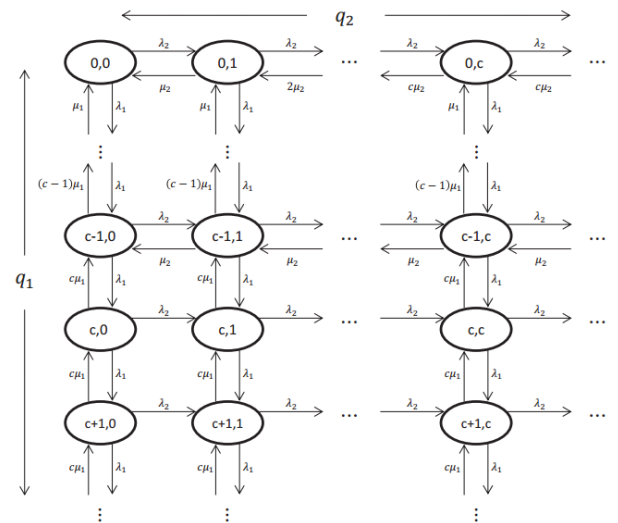 q₂
λ₂ λ₂ λ₂ λ₂
0,0 0,1 ... 0,c ...
μ₂ 2μ₂ cμ₂ cμ₂
μ₁ λ₁ μ₁ λ₁ μ₁ λ₁
⋮ ⋮ ⋮
(c − 1)μ₁ λ₁ (c − 1)μ₁ λ₁ (c − 1)μ₁ λ₁
λ₂ λ₂ λ₂ λ₂
c-1,0 c-1,1 ... c-1,c ...
μ₂ μ₂ μ₂ μ₂
q₁
cμ₁ λ₁ cμ₁ λ₁ cμ₁ λ₁
λ₂ λ₂ λ₂ λ₂
c,0 c,1 ... c,c ...
cμ₁ λ₁ cμ₁ λ₁ cμ₁ λ₁
λ₂ λ₂ λ₂ λ₂
c+1,0 c+1,1 ... c+1,c ...
cμ₁ λ₁ cμ₁ λ₁ cμ₁ λ₁
⋮ ⋮ ⋮